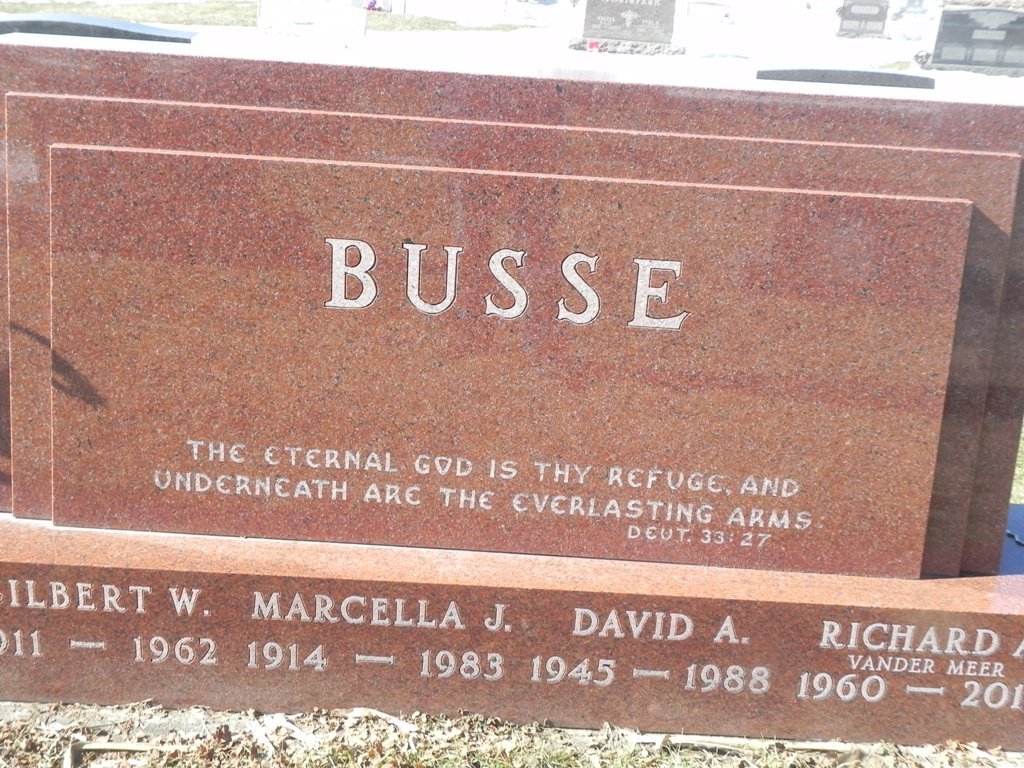 BUSSE
THE ETERNAL GOD IS THY REFUGE, AND
UNDERNEATH ARE THE EVERLASTING ARMS.
DEUT. 33:27
ILBERT W. MARCELLA J. DAVID A. RICHARD A
VANDER MEER
911 — 1962 1914 — 1983 1945 — 1988 1960 — 201